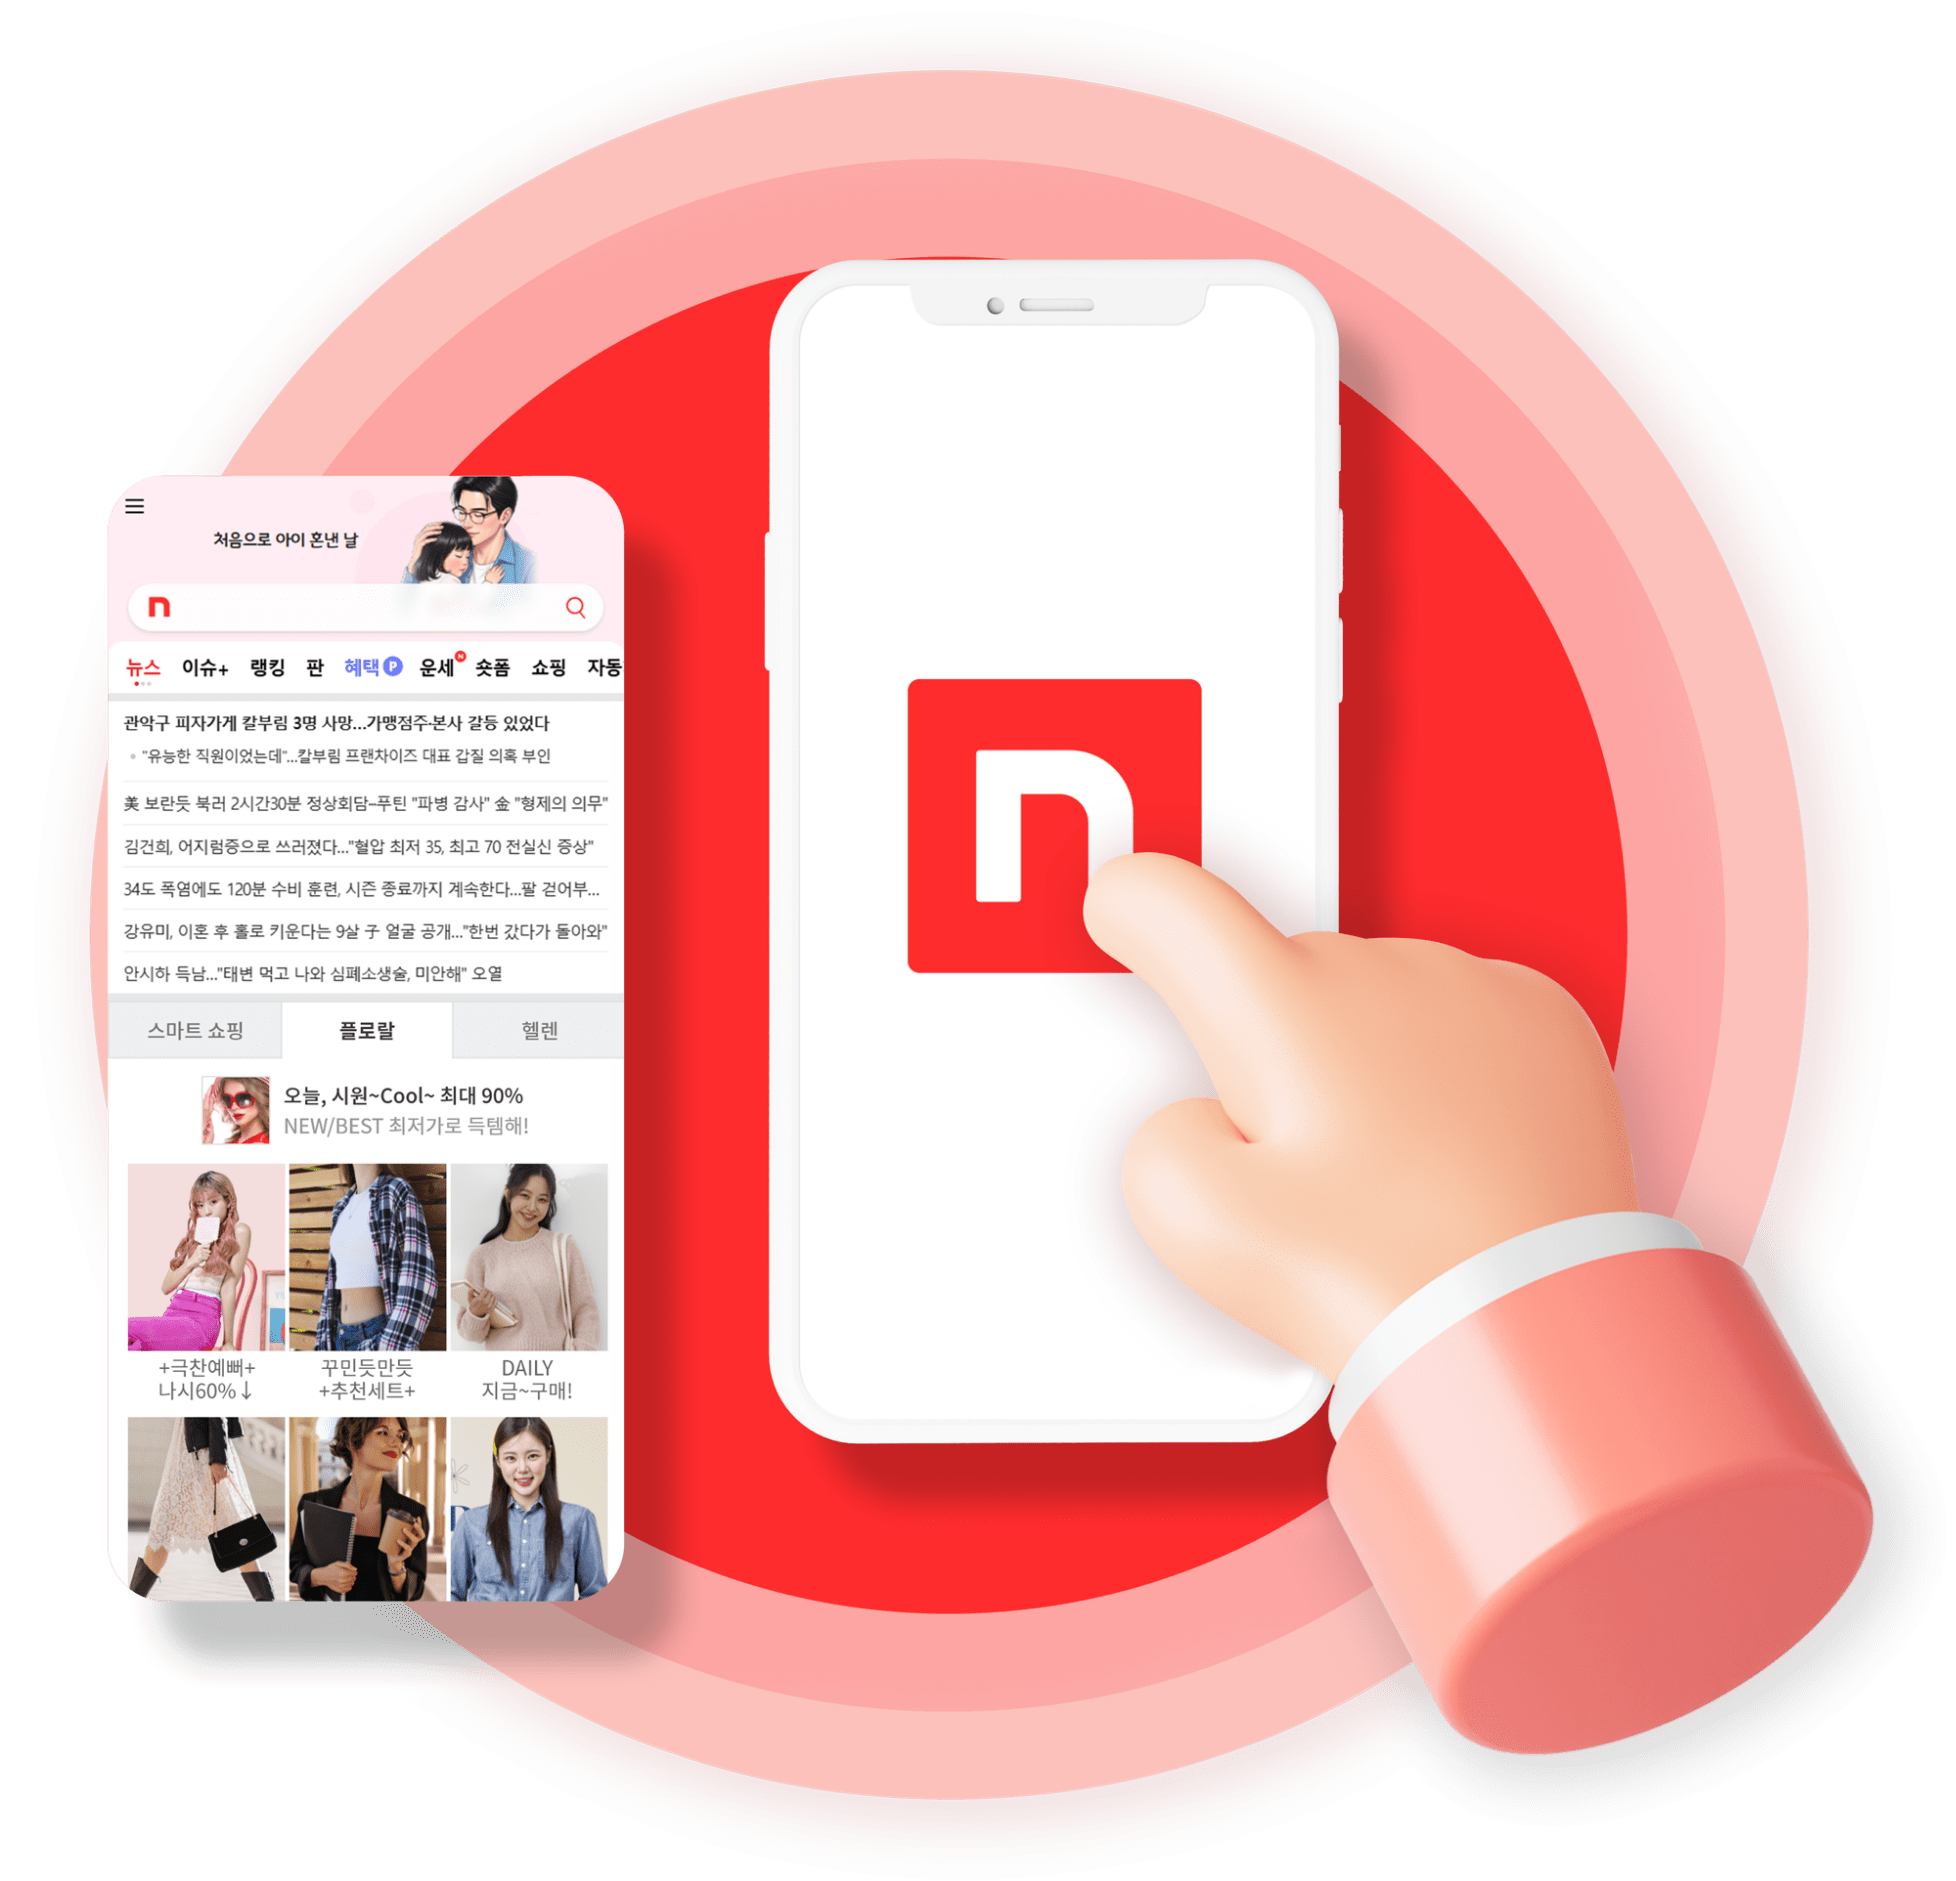 처음으로 아이 혼낸 날
n
뉴스 이슈+ 랭킹 판 혜택 P 운세 N 숏폼 쇼핑 자동
관악구 피자가게 칼부림 3명 사망...가맹점주·본사 갈등 있었다
"유능한 직원이었는데"...칼부림 프랜차이즈 대표 갑질 의혹 부인
美 보란듯 북러 2시간30분 정상회담–푸틴 "파병 감사" 金 "형제의 의무"
김건희, 어지럼증으로 쓰러졌다..."혈압 최저 35, 최고 70 전실신 증상"
34도 폭염에도 120분 수비 훈련, 시즌 종료까지 계속한다...팔 걷어부...
강유미, 이혼 후 홀로 키운다는 9살 子 얼굴 공개..."한번 갔다가 돌아와"
안시하 득남..."태변 먹고 나와 심폐소생술, 미안해" 오열
스마트 쇼핑 플로랄 헬렌
오늘, 시원~Cool~ 최대 90%
NEW/BEST 최저가로 득템해!
+극찬예뻐+ 꾸민듯만듯 DAILY
나시60%↓ +추천세트+ 지금~구매!
n